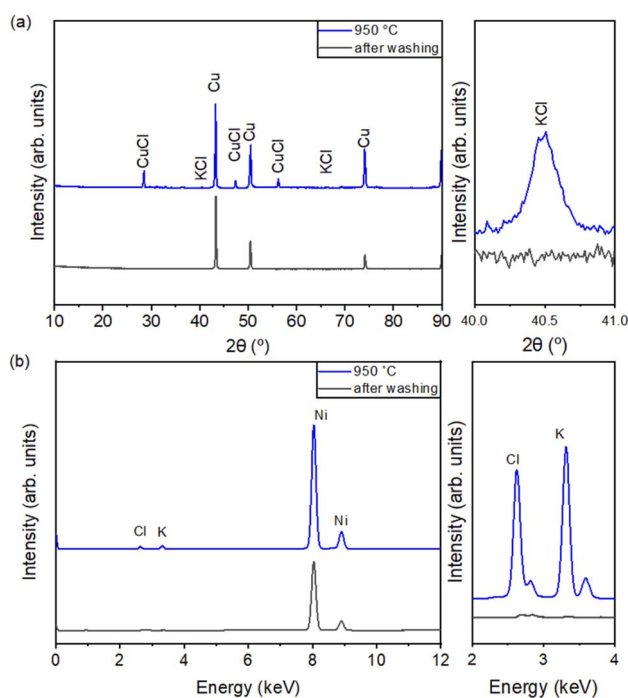 (a)
950 °C
after washing
CuCl
KCl
Cu
CuCl
Cu
CuCl
KCl
Cu
Intensity (arb. units)
10 20 30 40 50 60 70 80 90
2θ (°)
KCl
Intensity (arb. units)
40.0 40.5 41.0
2θ (°)
(b)
950 °C
after washing
Cl
K
Ni
Ni
Intensity (arb. units)
0 2 4 6 8 10 12
Energy (keV)
Cl
K
Intensity (arb. units)
2 3 4
Energy (keV)